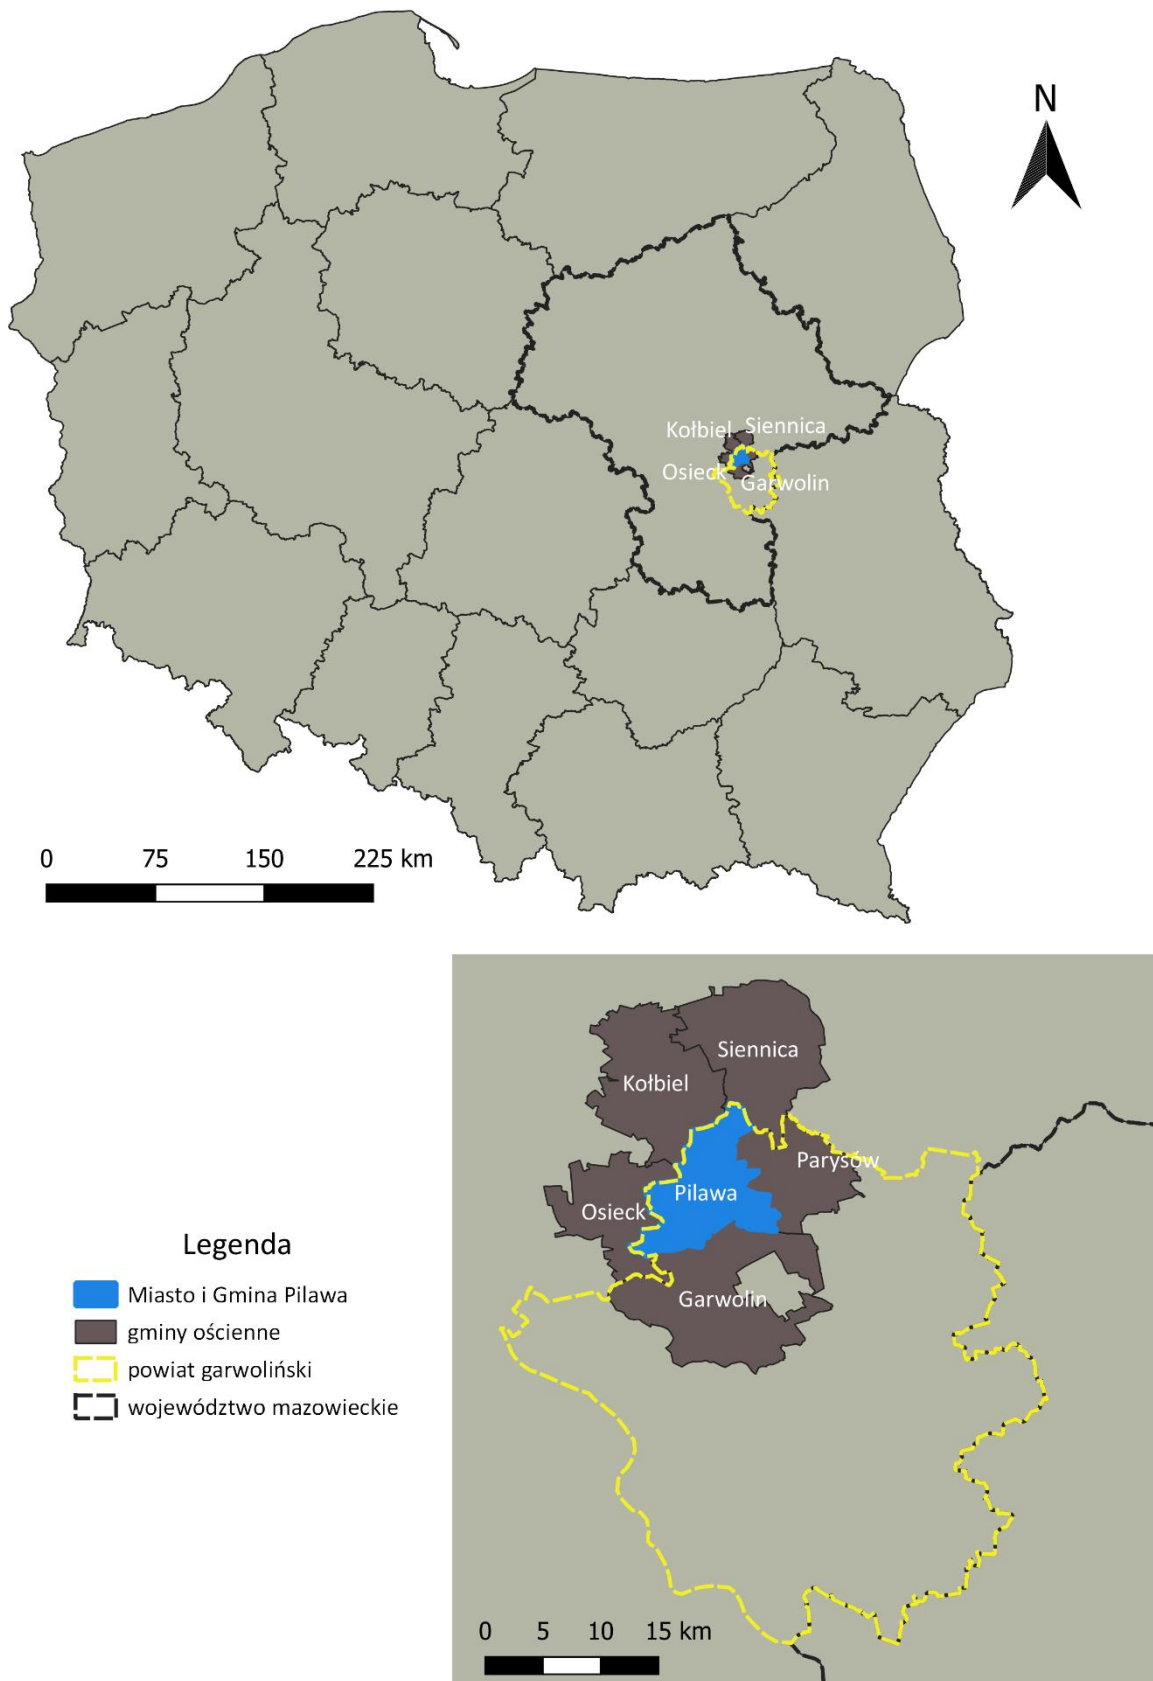 N
Kołbiel Siennica
Osieck Garwolin
0 75 150 225 km
Siennica
Kołbiel
Parysów
Pilawa
Osieck
Garwolin
Legenda
Miasto i Gmina Pilawa
gminy ościenne
powiat garwoliński
województwo mazowieckie
0 5 10 15 km